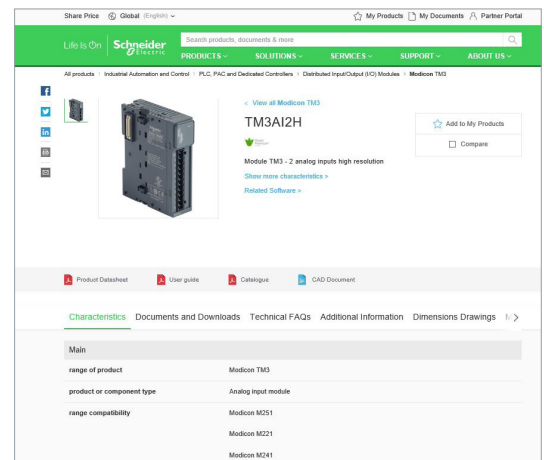 Share Price Global (English) My Products My Documents Partner Portal
Life Is On Schneider Electric
Search products, documents & more
PRODUCTS SOLUTIONS SERVICES SUPPORT ABOUT US
All products Industrial Automation and Control PLC, PAC and Dedicated Controllers Distributed Input/Output (I/O) Modules Modicon TM3
< View all Modicon TM3
TM3AI2H
Add to My Products
Compare
Module TM3 - 2 analog inputs high resolution
Show more characteristics »
Related Software »
Product Datasheet User guide Catalogue CAD Document
Characteristics Documents and Downloads Technical FAQs Additional Information Dimensions Drawings
Main
range of product Modicon TM3
product or component type Analog input module
range compatibility Modicon M251
Modicon M221
Modicon M241